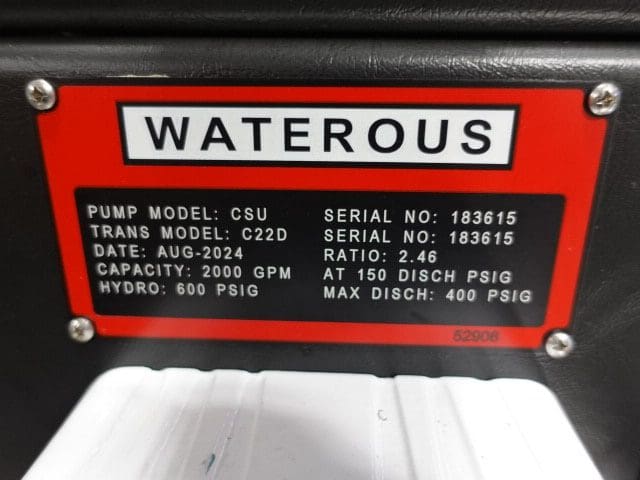 WATEROUS
PUMP MODEL: CSU SERIAL NO: 183615
TRANS MODEL: C22D SERIAL NO: 183615
DATE: AUG-2024 RATIO: 2.46
CAPACITY: 2000 GPM AT 150 DISCH PSIG
HYDRO: 600 PSIG MAX DISCH: 400 PSIG
52906